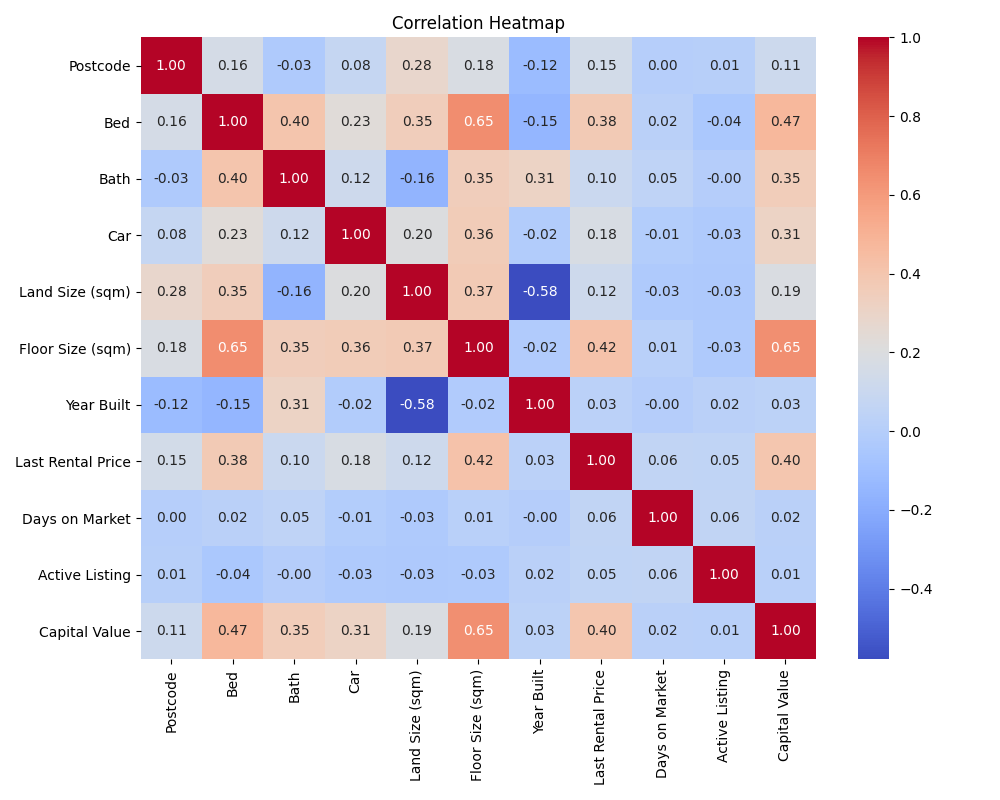 Correlation Heatmap
Postcode 1.00 0.16 -0.03 0.08 0.28 0.18 -0.12 0.15 0.00 0.01 0.11
Bed 0.16 1.00 0.40 0.23 0.35 0.65 -0.15 0.38 0.02 -0.04 0.47
Bath -0.03 0.40 1.00 0.12 -0.16 0.35 0.31 0.10 0.05 -0.00 0.35
Car 0.08 0.23 0.12 1.00 0.20 0.36 -0.02 0.18 -0.01 -0.03 0.31
Land Size (sqm) 0.28 0.35 -0.16 0.20 1.00 0.37 -0.58 0.12 -0.03 -0.03 0.19
Floor Size (sqm) 0.18 0.65 0.35 0.36 0.37 1.00 -0.02 0.42 0.01 -0.03 0.65
Year Built -0.12 -0.15 0.31 -0.02 -0.58 -0.02 1.00 0.03 -0.00 0.02 0.03
Last Rental Price 0.15 0.38 0.10 0.18 0.12 0.42 0.03 1.00 0.06 0.05 0.40
Days on Market 0.00 0.02 0.05 -0.01 -0.03 0.01 -0.00 0.06 1.00 0.06 0.02
Active Listing 0.01 -0.04 -0.00 -0.03 -0.03 -0.03 0.02 0.05 0.06 1.00 0.01
Capital Value 0.11 0.47 0.35 0.31 0.19 0.65 0.03 0.40 0.02 0.01 1.00
Postcode
Bed
Bath
Car
Land Size (sqm)
Floor Size (sqm)
Year Built
Last Rental Price
Days on Market
Active Listing
Capital Value
1.0
0.8
0.6
0.4
0.2
0.0
−0.2
−0.4